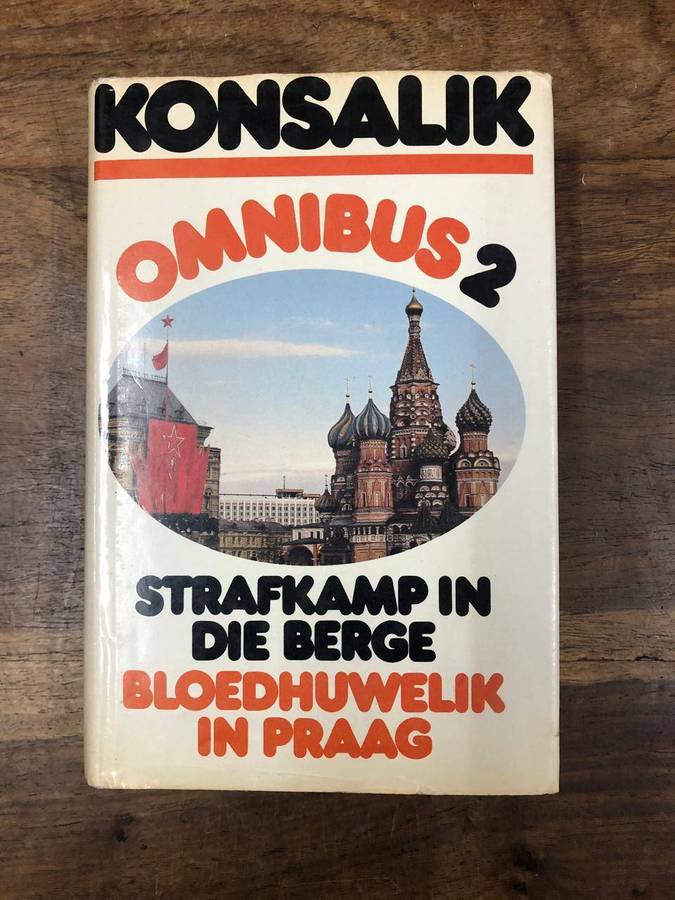 KONSALIK
OMNIBUS 2
STRAFKAMP IN
DIE BERGE
BLOEDHUWELIK
IN PRAAG